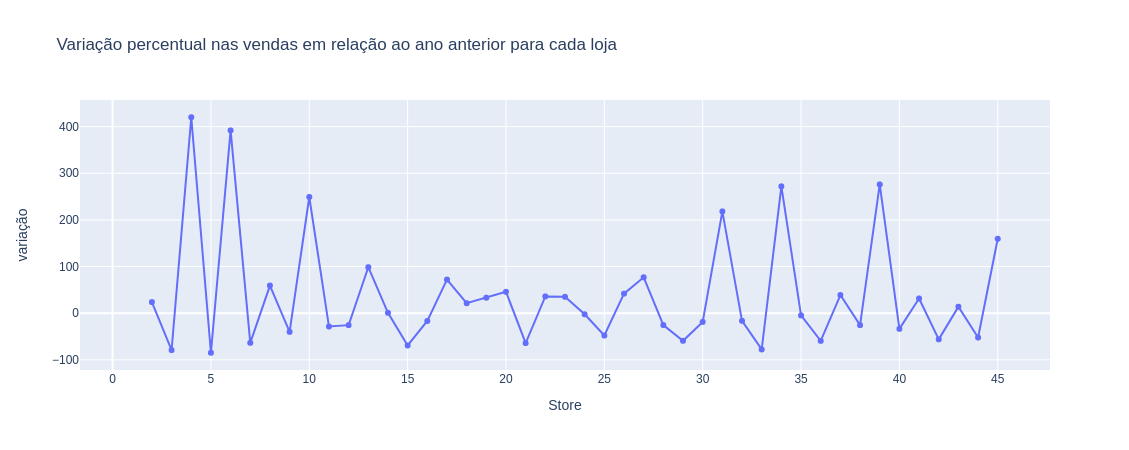 Variação percentual nas vendas em relação ao ano anterior para cada loja
400
300
200
100
0
−100
variação
0 5 10 15 20 25 30 35 40 45
Store